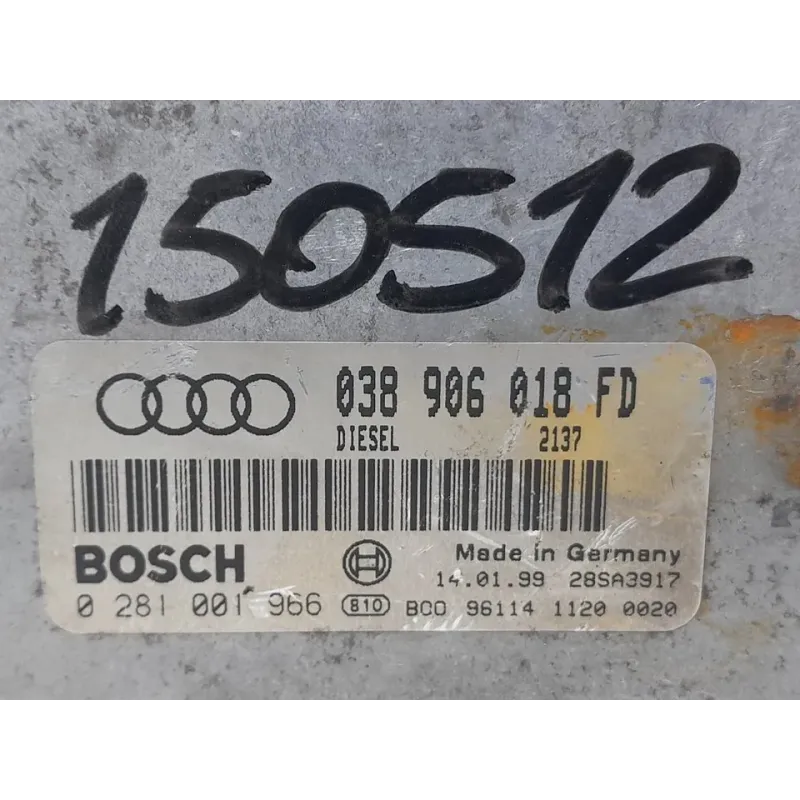 150512
038 906 018 FD
DIESEL 2137
BOSCH
Made in Germany
14.01.99 28SA3917
0 281 001 966 810 BCO 96114 1120 0020